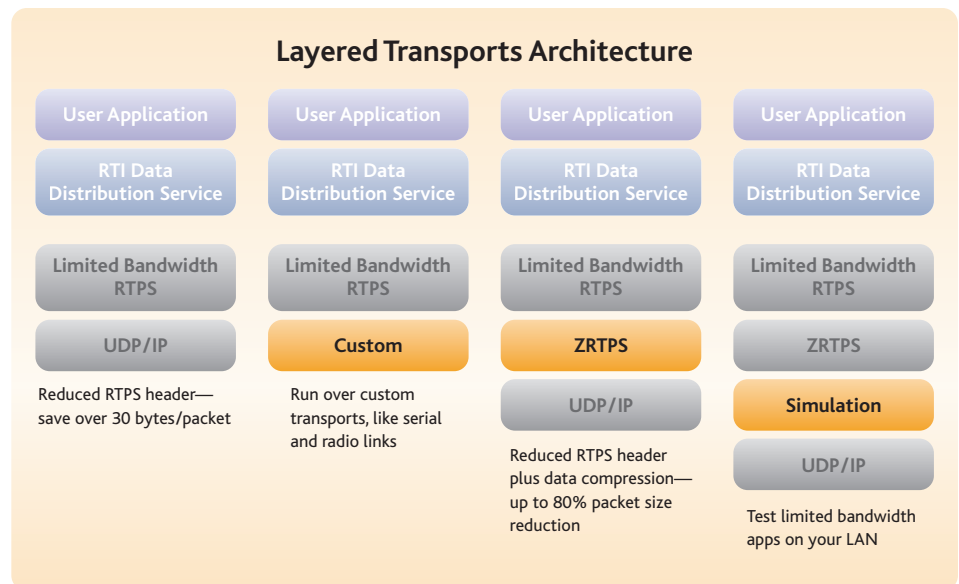 Layered Transports Architecture
User Application
RTI Data
Distribution Service
Limited Bandwidth
RTPS
UDP/IP
Reduced RTPS header—
save over 30 bytes/packet
User Application
RTI Data
Distribution Service
Limited Bandwidth
RTPS
Custom
Run over custom
transports, like serial
and radio links
User Application
RTI Data
Distribution Service
Limited Bandwidth
RTPS
ZRTPS
UDP/IP
Reduced RTPS header
plus data compression—
up to 80% packet size
reduction
User Application
RTI Data
Distribution Service
Limited Bandwidth
RTPS
ZRTPS
Simulation
UDP/IP
Test limited bandwidth
apps on your LAN